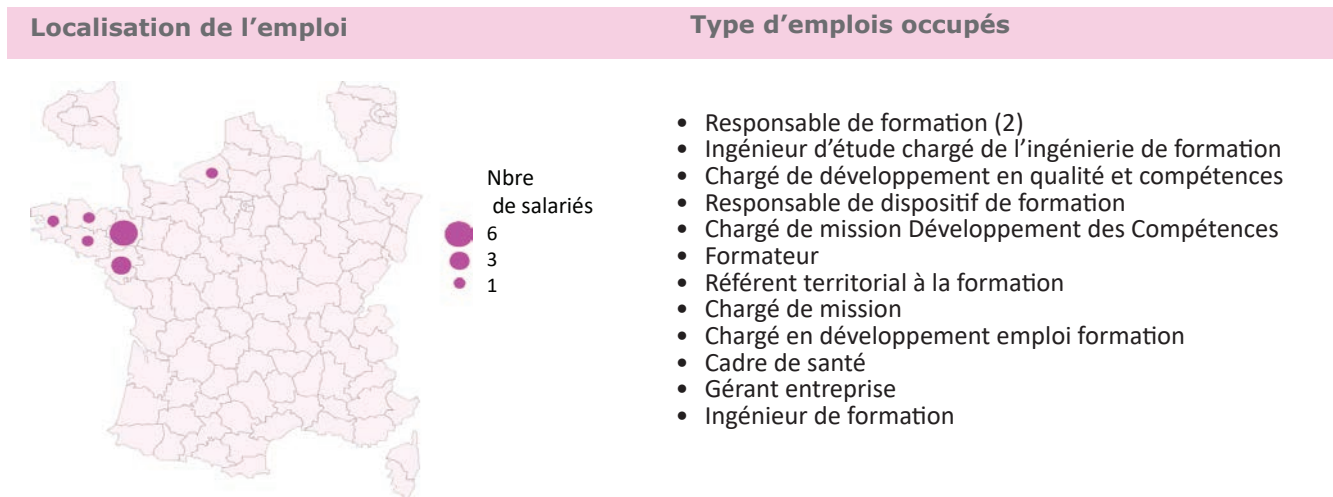 Localisation de l’emploi
Type d’emplois occupés
Nbre
de salariés
6
3
1
• Responsable de formation (2)
• Ingénieur d’étude chargé de l’ingénierie de formation
• Chargé de développement en qualité et compétences
• Responsable de dispositif de formation
• Chargé de mission Développement des Compétences
• Formateur
• Référent territorial à la formation
• Chargé de mission
• Chargé en développement emploi formation
• Cadre de santé
• Gérant entreprise
• Ingénieur de formation